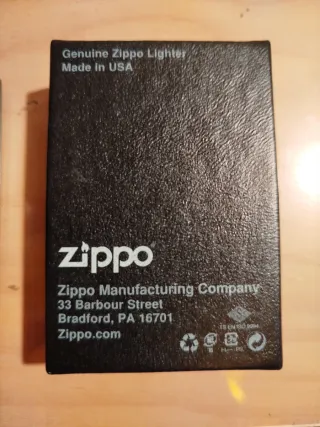 Genuine Zippo Lighter
Made in USA
zippo
Zippo Manufacturing Company
33 Barbour Street
Bradford, PA 16701
Zippo.com